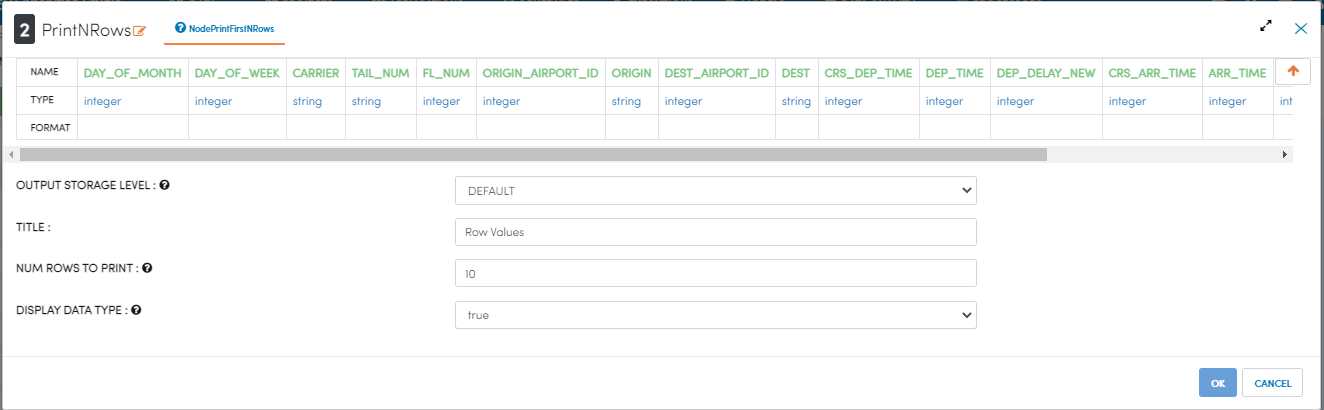 2 PrintNRows NodePrintFirstNRows
NAME DAY_OF_MONTH DAY_OF_WEEK CARRIER TAIL_NUM FL_NUM ORIGIN_AIRPORT_ID ORIGIN DEST_AIRPORT_ID DEST CRS_DEP_TIME DEP_TIME DEP_DELAY_NEW CRS_ARR_TIME ARR_TIME
TYPE integer integer string string integer integer string integer string integer integer integer integer integer int
FORMAT
OUTPUT STORAGE LEVEL : DEFAULT
TITLE : Row Values
NUM ROWS TO PRINT : 10
DISPLAY DATA TYPE : true
OK CANCEL